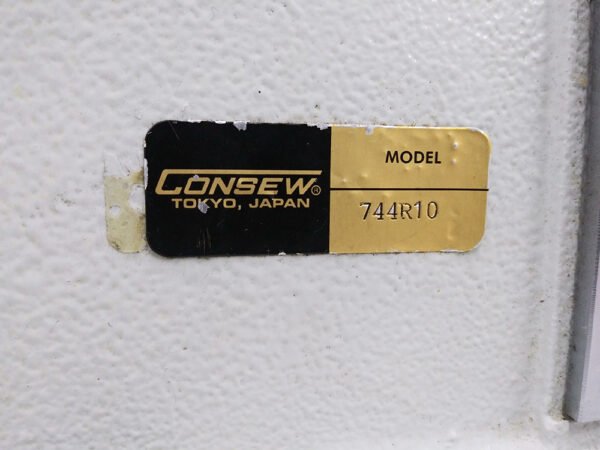 CONSEW®
TOKYO, JAPAN
MODEL
744R10